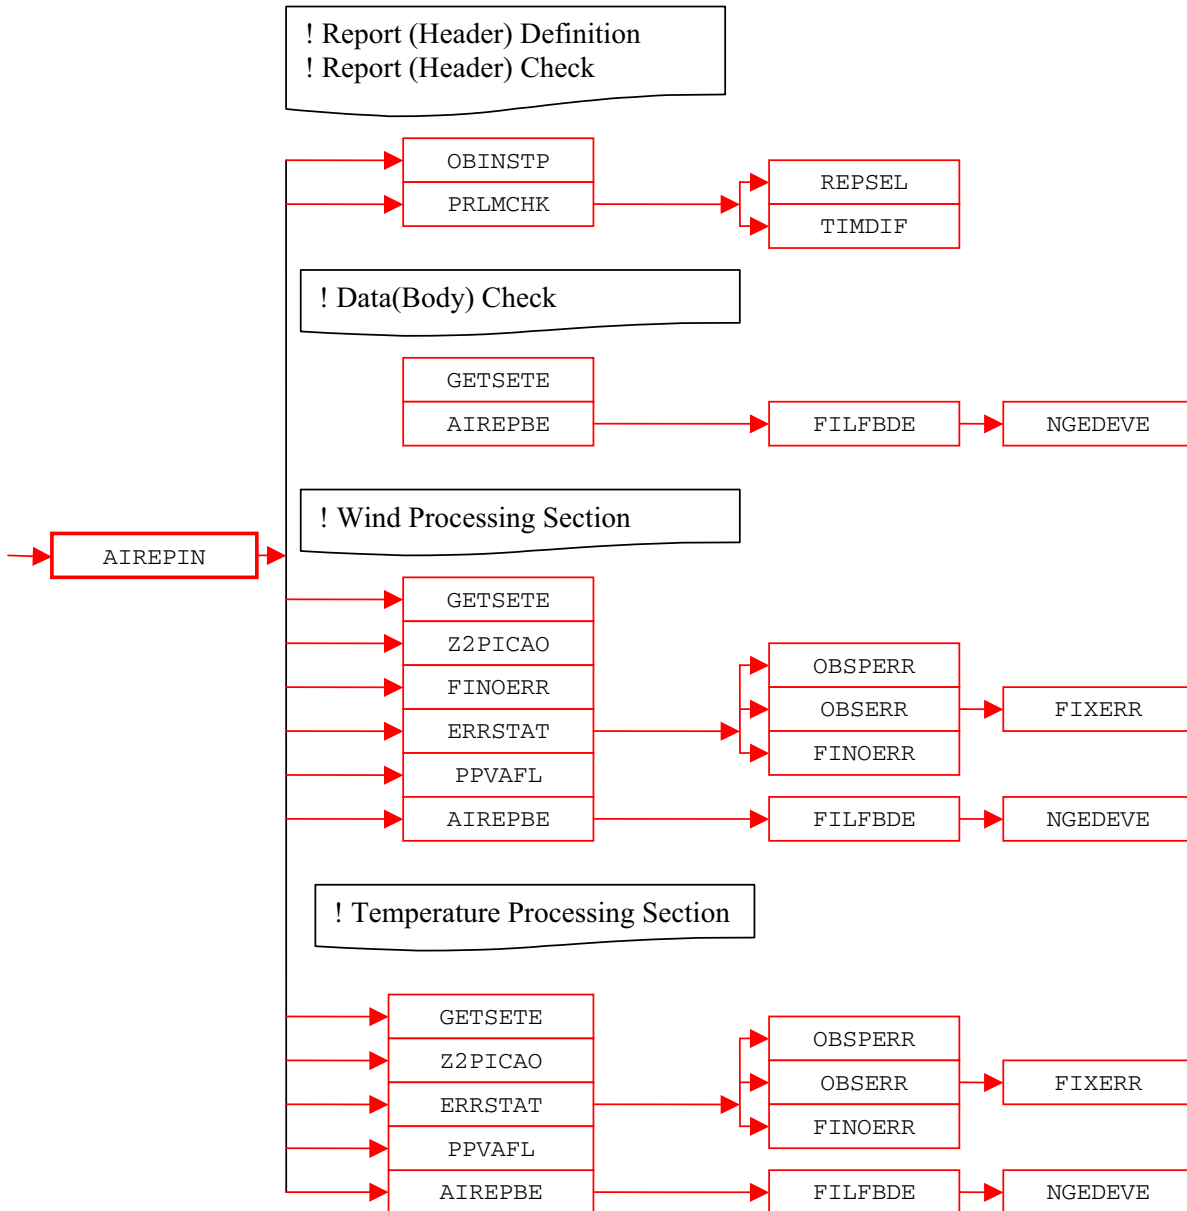 ! Report (Header) Definition
! Report (Header) Check
OBINSTP
PRLMCHK
REPSEL
TIMDIF
! Data(Body) Check
GETSETE
AIREPBE
FILFBDE
NGEDEVE
! Wind Processing Section
AIREPIN
GETSETE
Z2PICAO
FINOERR
ERRSTAT
PPVAFL
AIREPBE
OBSPERR
OBSERR
FINOERR
FIXERR
FILFBDE
NGEDEVE
! Temperature Processing Section
GETSETE
Z2PICAO
ERRSTAT
PPVAFL
AIREPBE
OBSPERR
OBSERR
FINOERR
FIXERR
FILFBDE
NGEDEVE